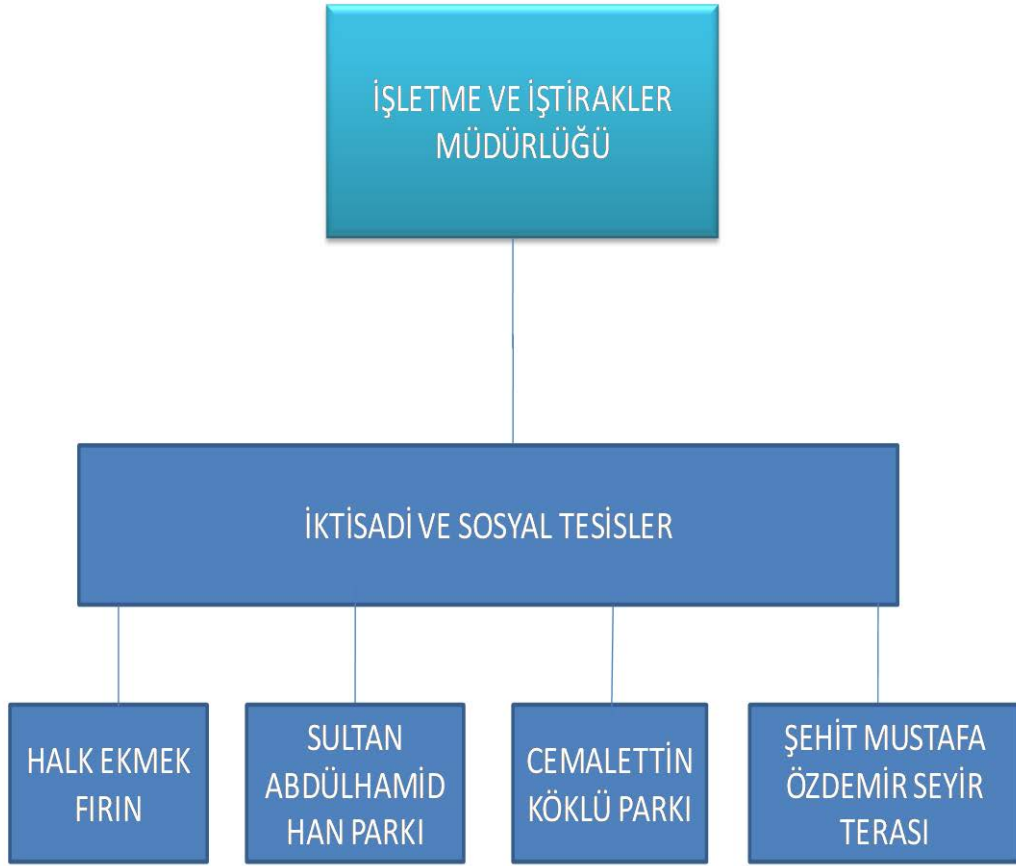 İŞLETME VE İŞTİRAKLER
MÜDÜRLÜĞÜ
İKTİSADİ VE SOSYAL TESİSLER
HALK EKMEK
FIRIN
SULTAN
ABDÜLHAMİD
HAN PARKI
CEMALETTİN
KÖKLÜ PARKI
ŞEHİT MUSTAFA
ÖZDEMİR SEYİR
TERASI